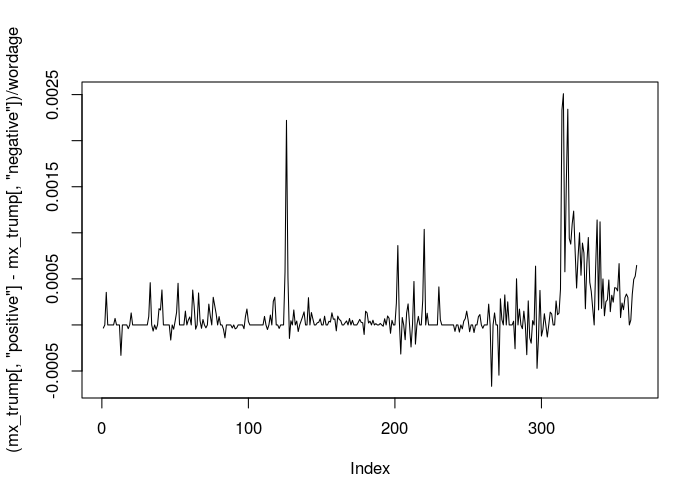 (mx_trump[, "positive"] - mx_trump[, "negative"])/wordage
0.0025
0.0015
0.0005
-0.0005
0 100 200 300
Index